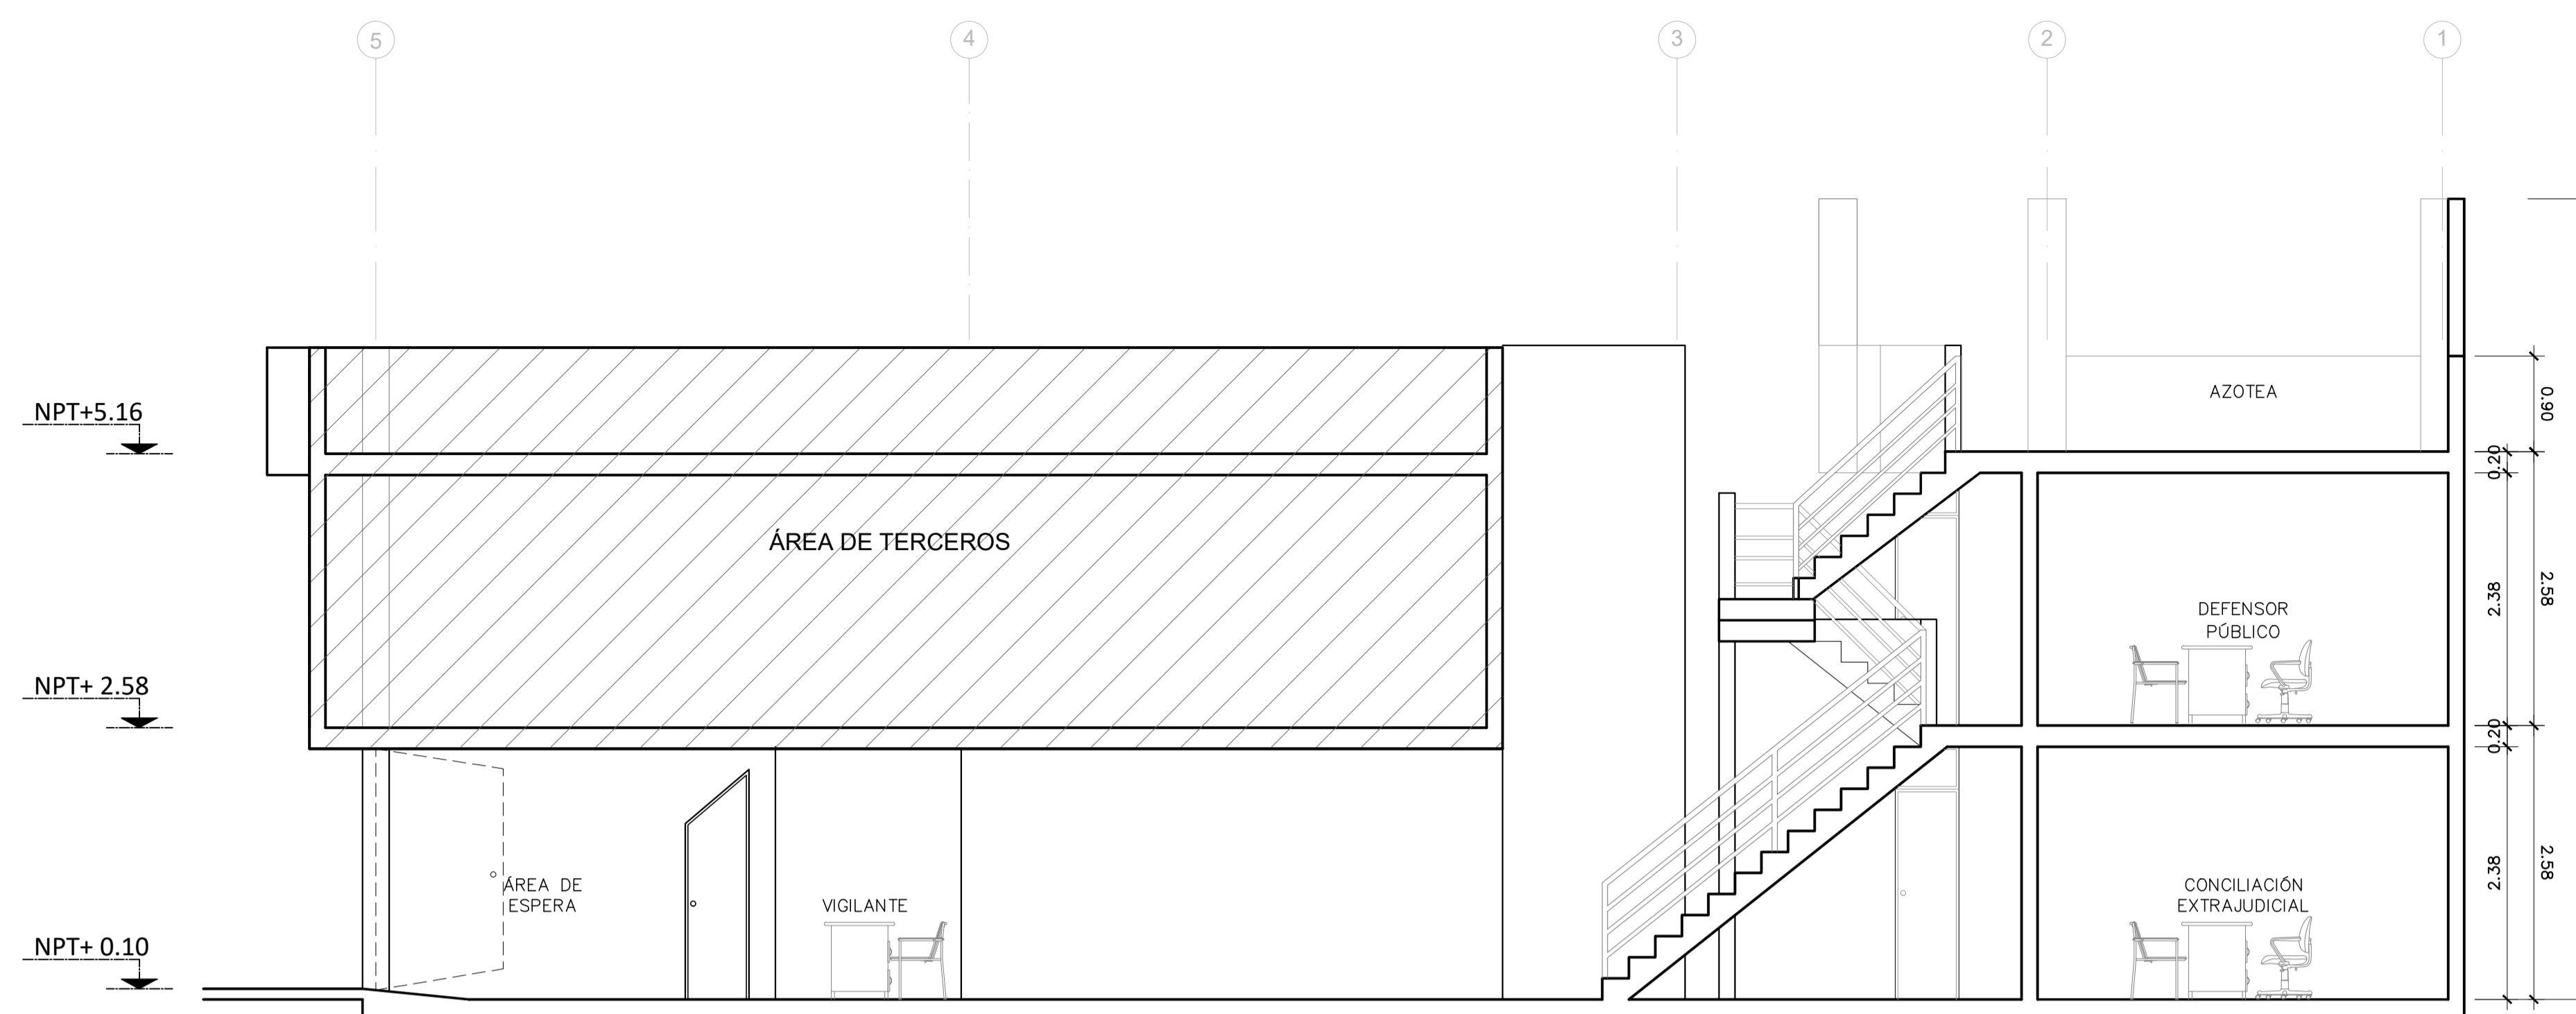 5
4
3
2
1
NPT+5.16
AZOTEA
0.90
0.20
ÁREA DE TERCEROS
2.38
2.58
DEFENSOR
PÚBLICO
NPT+ 2.58
0.20
2.38
2.58
ÁREA DE
ESPERA
VIGILANTE
CONCILIACIÓN
EXTRAJUDICIAL
NPT+ 0.10